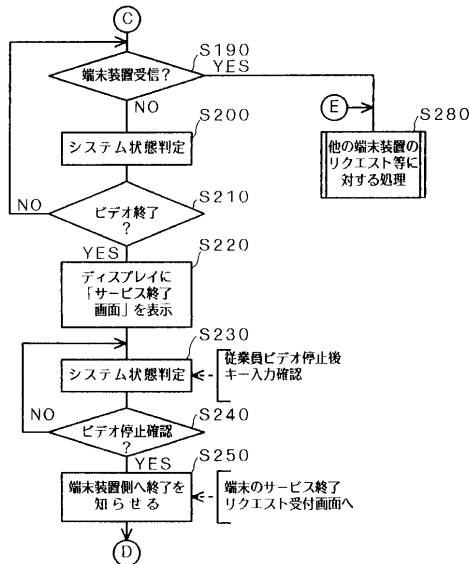 C
S190
端末装置受信?
YES
NO
E
S280
他の端末装置の
リクエスト等に
対する処理
S200
システム状態判定
S210
NO
ビデオ終了
?
YES
S220
ディスプレイに
「サービス終了
画面」を表示
S230
システム状態判定
従業員ビデオ停止後
キー入力確認
NO
S240
ビデオ停止確認
?
YES
S250
端末装置側へ終了を
知らせる
端末のサービス終了
リクエスト受付画面へ
D